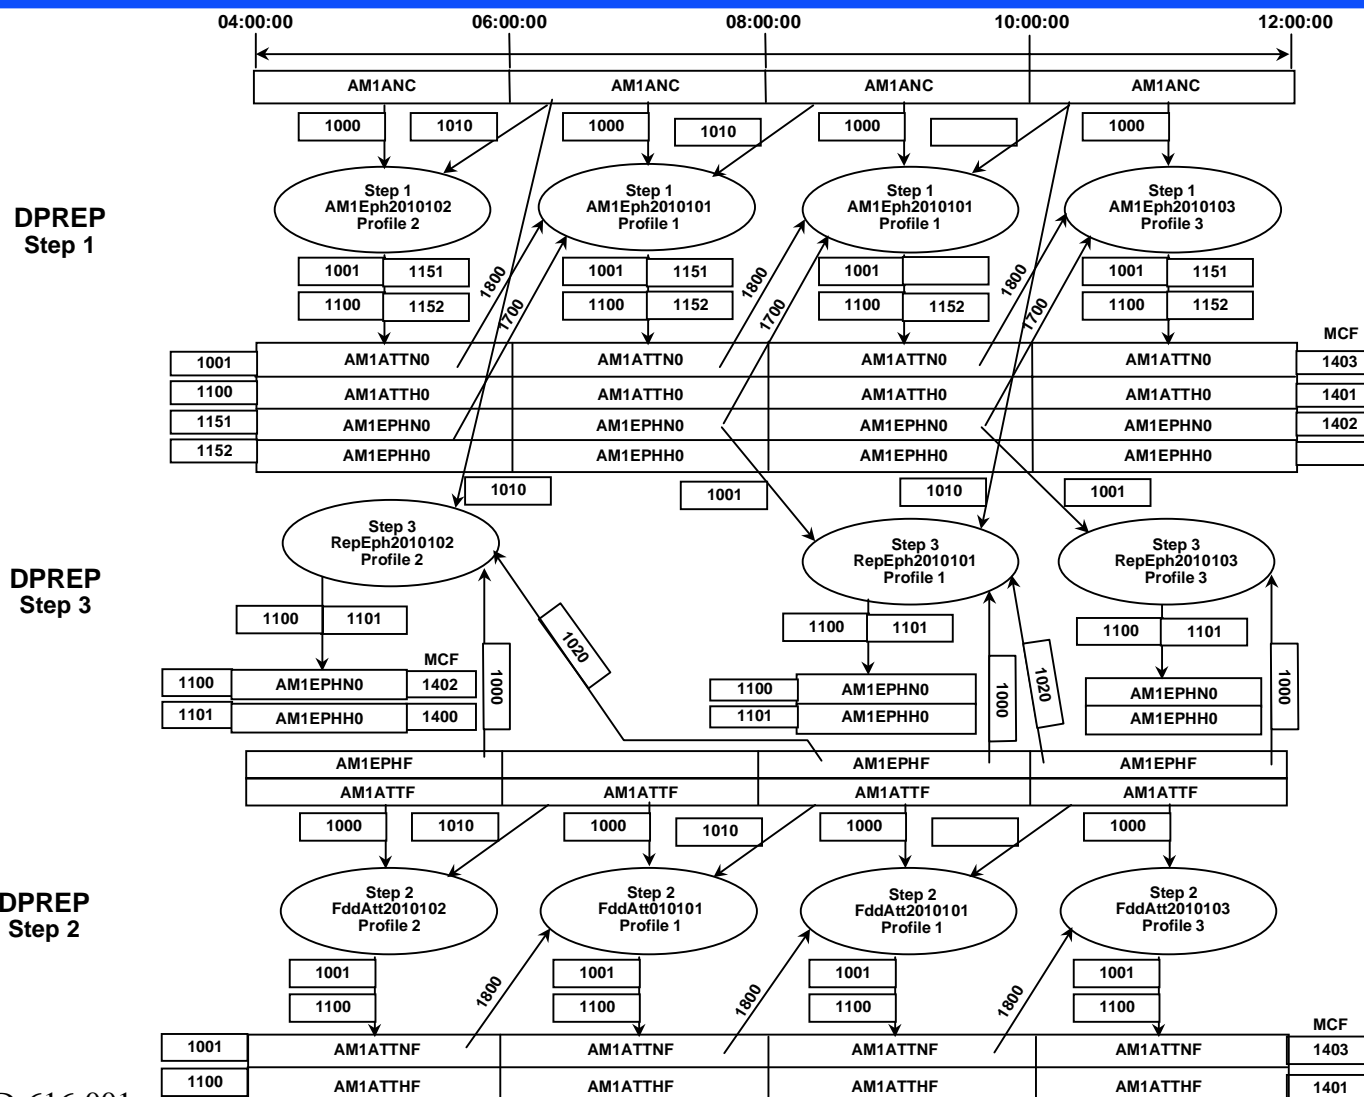 04:00:00 06:00:00 08:00:00 10:00:00 12:00:00
AM1ANC AM1ANC AM1ANC AM1ANC
1000 1010 1000 1010 1000 1000
DPREP
Step 1
Step 1
AM1Eph2010102
Profile 2
Step 1
AM1Eph2010101
Profile 1
Step 1
AM1Eph2010101
Profile 1
Step 1
AM1Eph2010103
Profile 3
1001 1151 1800 1001 1151 1800 1001 1800 1001 1151
1100 1152 1700 1100 1152 1700 1100 1152 1700 1100 1152
MCF
1001 AM1ATTN0 AM1ATTN0 AM1ATTN0 AM1ATTN0 1403
1100 AM1ATTH0 AM1ATTH0 AM1ATTH0 AM1ATTH0 1401
1151 AM1EPHN0 AM1EPHN0 AM1EPHN0 AM1EPHN0 1402
1152 AM1EPHH0 AM1EPHH0 AM1EPHH0 AM1EPHH0
1010 1001 1010 1001
DPREP
Step 3
Step 3
RepEph2010102
Profile 2
Step 3
RepEph2010101
Profile 1
Step 3
RepEph2010103
Profile 3
1100 1101 1020 1100 1101 1100 1101
MCF
1100 AM1EPHN0 1402 1000 1100 AM1EPHN0 1000 1020 AM1EPHN0 1000
1101 AM1EPHH0 1400 1101 AM1EPHH0 AM1EPHH0
AM1EPHF AM1EPHF AM1EPHF
AM1ATTF AM1ATTF AM1ATTF AM1ATTF
1000 1010 1000 1010 1000 1000
DPREP
Step 2
Step 2
FddAtt2010102
Profile 2
Step 2
FddAtt010101
Profile 1
Step 2
FddAtt2010101
Profile 1
Step 2
FddAtt2010103
Profile 3
1001 1001 1001 1001
1100 1800 1100 1800 1100 1800 1100
MCF
1001 AM1ATTNF AM1ATTNF AM1ATTNF AM1ATTNF 1403
1100 AM1ATTHF AM1ATTHF AM1ATTHF AM1ATTHF 1401